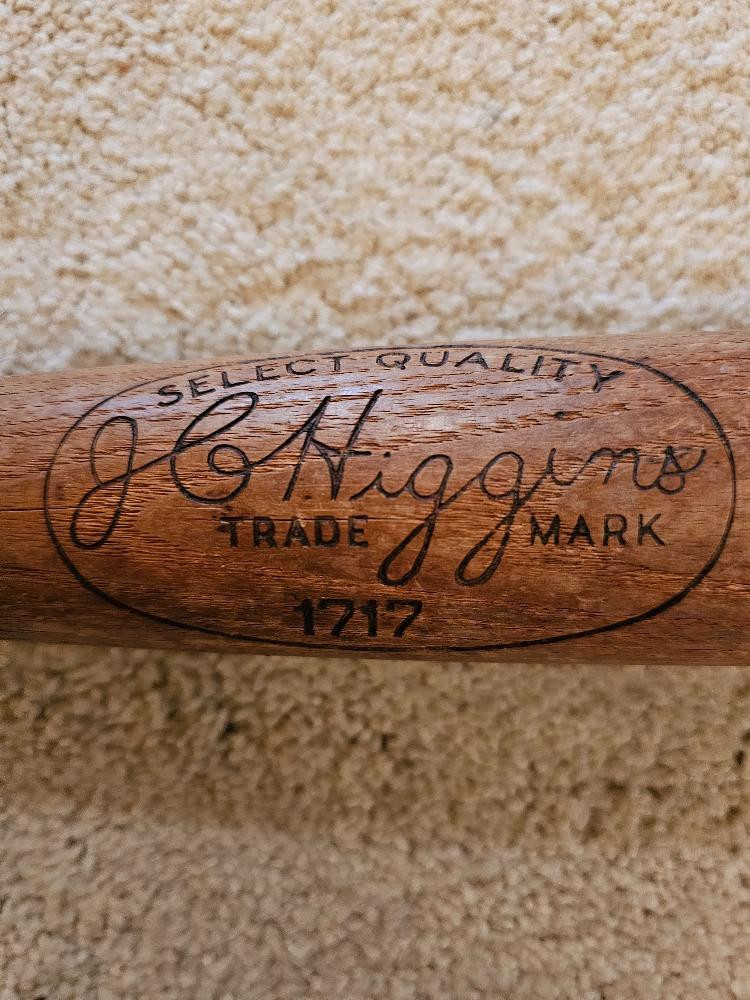 SELECT QUALITY
J C Higgins
TRADE MARK
1717